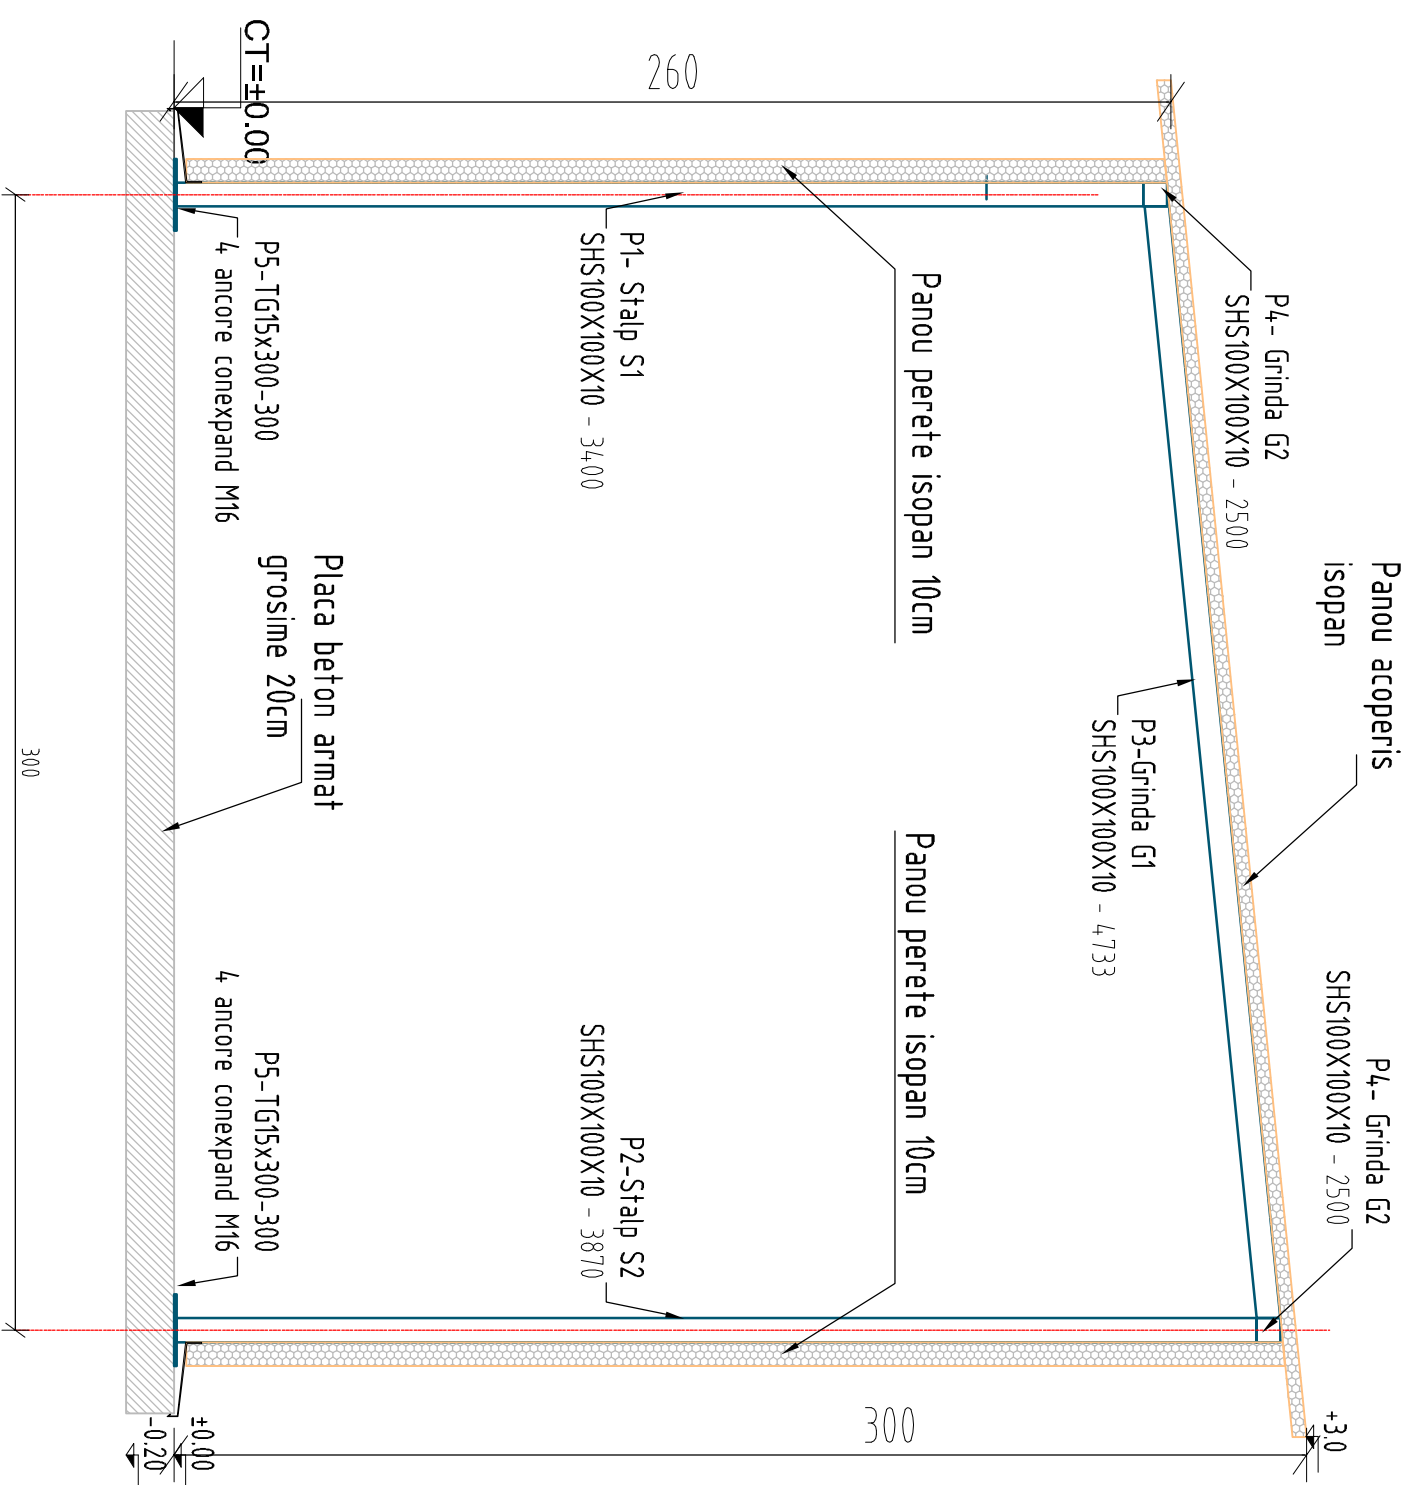 Panou acoperis
isopan
P4- Grinda G2
SHS100X100X10 - 2500
P4- Grinda G2
SHS100X100X10 - 2500
+3.0
P3-Grinda G1
SHS100X100X10 - 4733
Panou perete isopan 10cm
Panou perete isopan 10cm
260
300
P1- Stalp S1
SHS100X100X10 - 3400
P2-Stalp S2
SHS100X100X10 - 3870
Placa beton armat
grosime 20cm
CT=±0.00
P5-TG15x300-300
4 ancore conexpand M16
P5-TG15x300-300
4 ancore conexpand M16
±0.00
-0.20
300